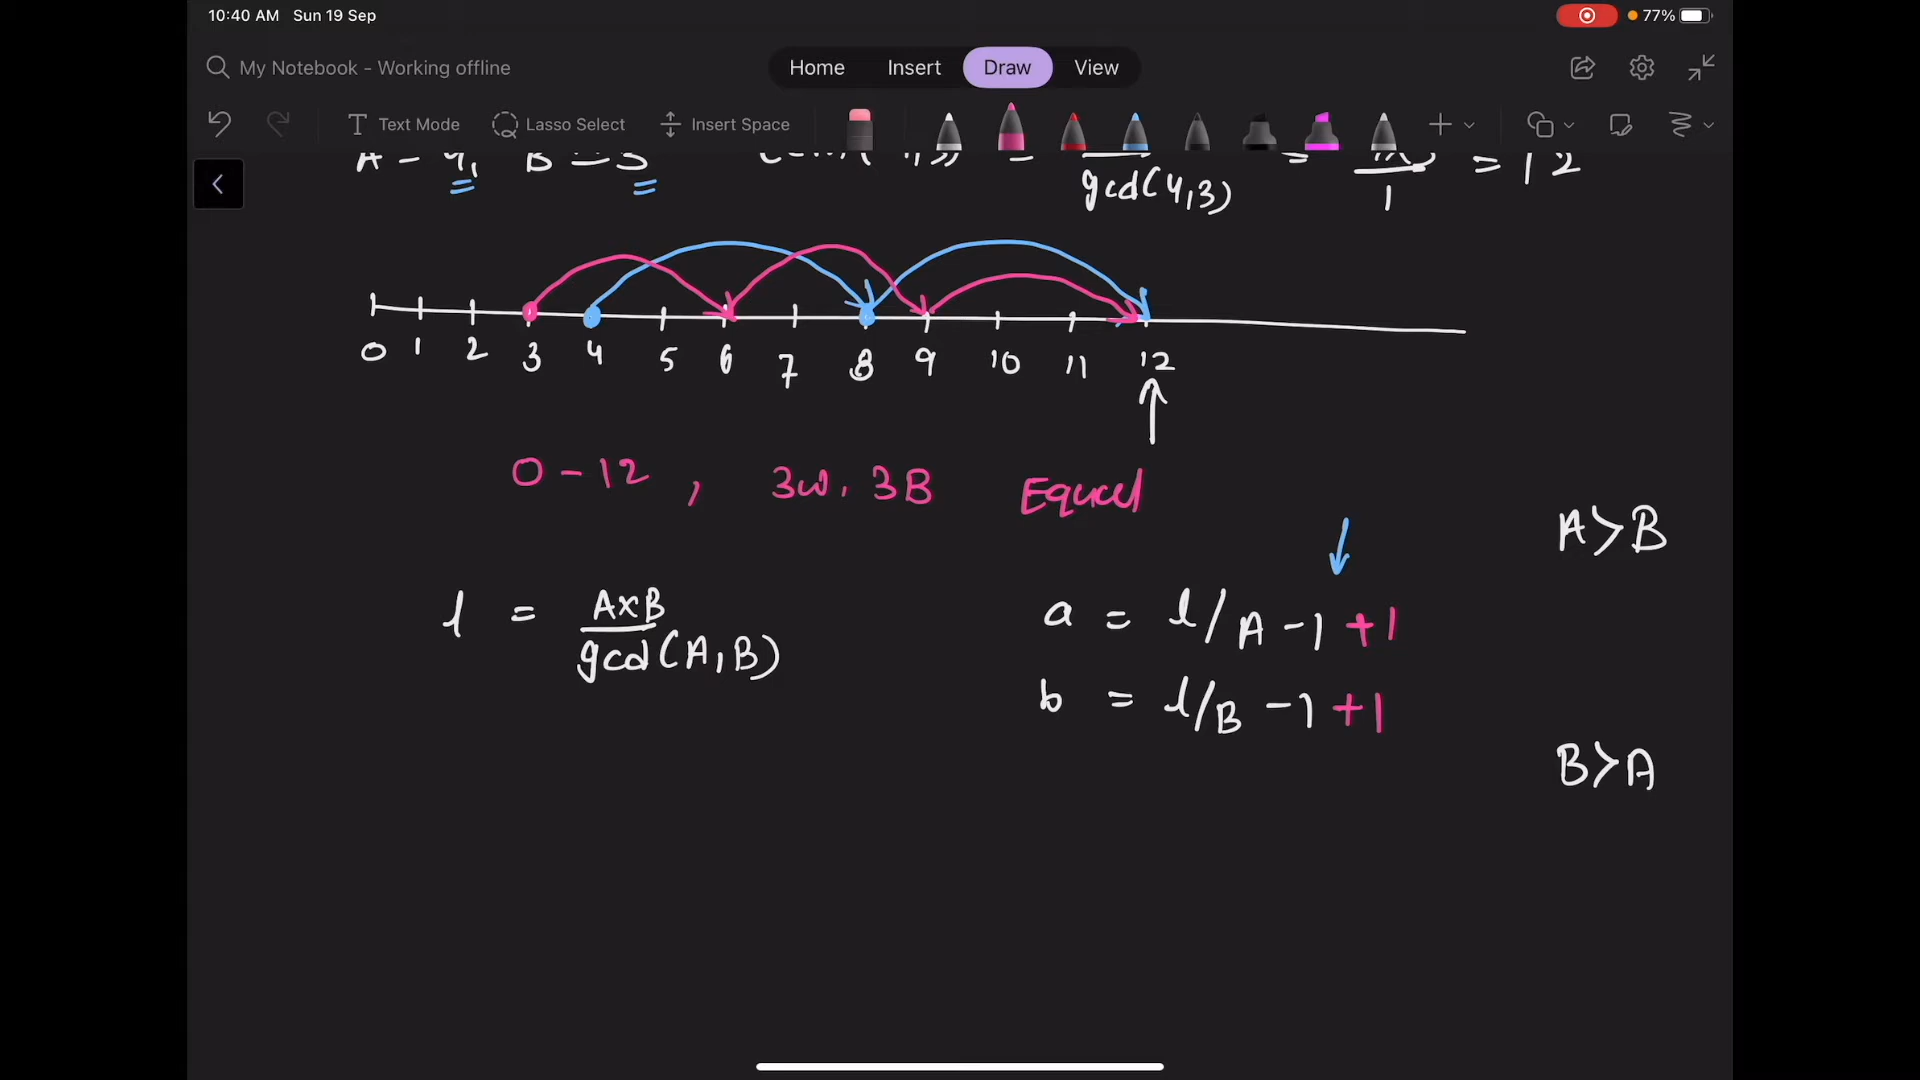 10:40 AM Sun 19 Sep
77%
My Notebook - Working offline
Home Insert Draw View
Text Mode Lasso Select Insert Space
= 12
gcd(4,3) 1
0 1 2 3 4 5 6 7 8 9 10 11 12
0 - 12 , 3W, 3B Equal
A>B
l = AxB a = l/A -1 +1
gcd(A,B)
b = l/B -1 +1
B>A